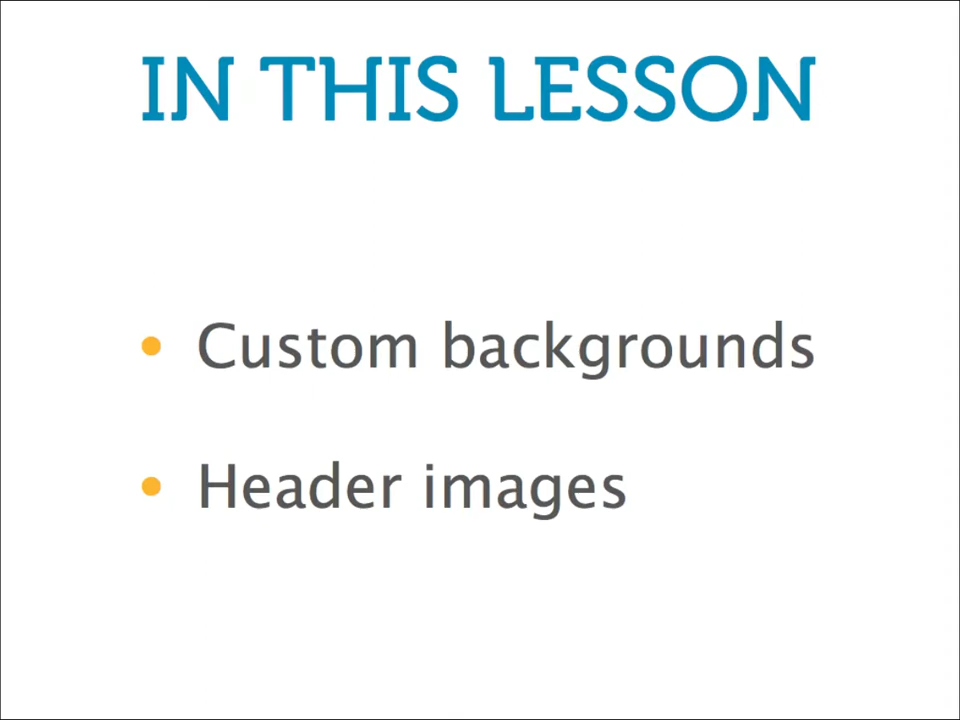 IN THIS LESSON
• Custom backgrounds
• Header images